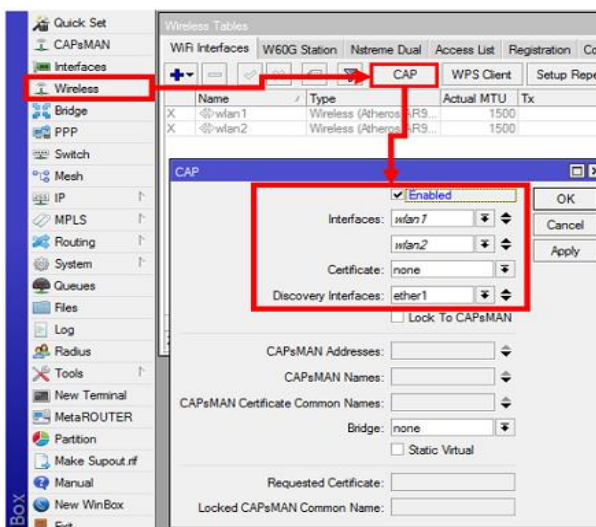 Quick Set
CAPsMAN
Interfaces
Wireless
Bridge
PPP
Switch
Mesh
IP
MPLS
Routing
System
Queues
Files
Log
Radius
Tools
New Terminal
MetaROUTER
Partition
Make Supout.rif
Manual
New WinBox
Exit
Box
Wireless Tables
WiFi Interfaces W60G Station Nstreme Dual Access List Registration Co
CAP WPS Client Setup Repe
Name / Type Actual MTU Tx
X wlan1 Wireless (Atheros AR9... 1500
X wlan2 Wireless (Atheros AR9... 1500
CAP
Enabled OK
Interfaces: wlan1 Cancel
wlan2 Apply
Certificate: none
Discovery Interfaces: ether1
Lock To CAPsMAN
CAPsMAN Addresses:
CAPsMAN Names:
CAPsMAN Certificate Common Names:
Bridge: none
Static Virtual
Requested Certificate:
Locked CAPsMAN Common Name: